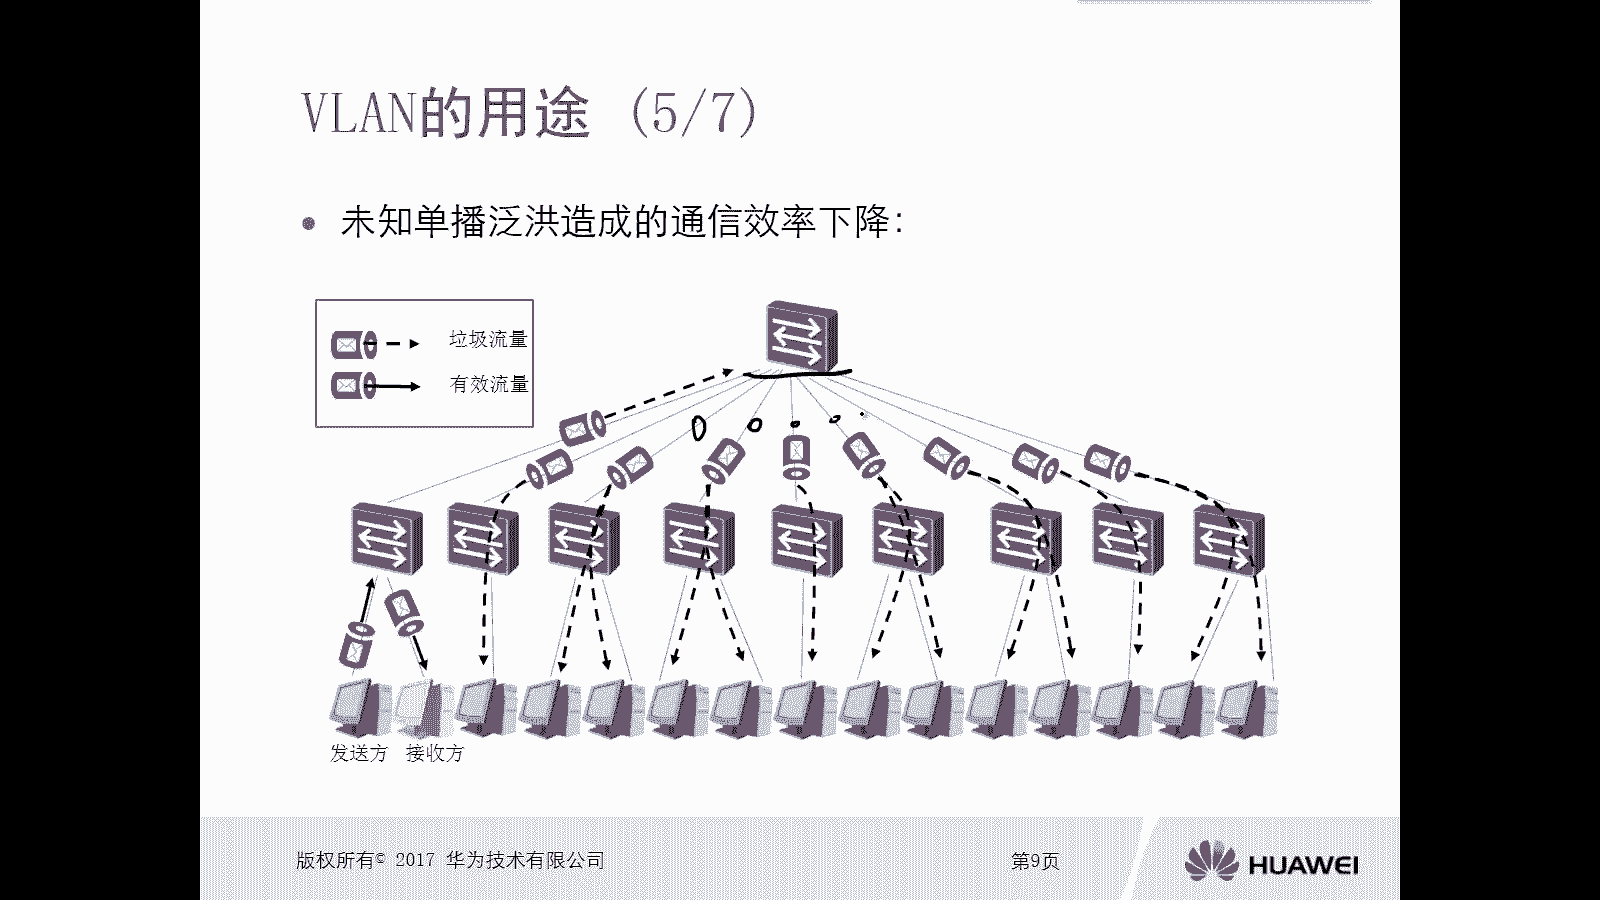 VLAN的用途 (5/7)
未知单播泛洪造成的通信效率下降:
垃圾流量
有效流量
发送方 接收方
版权所有© 2017 华为技术有限公司
第9页
HUAWEI